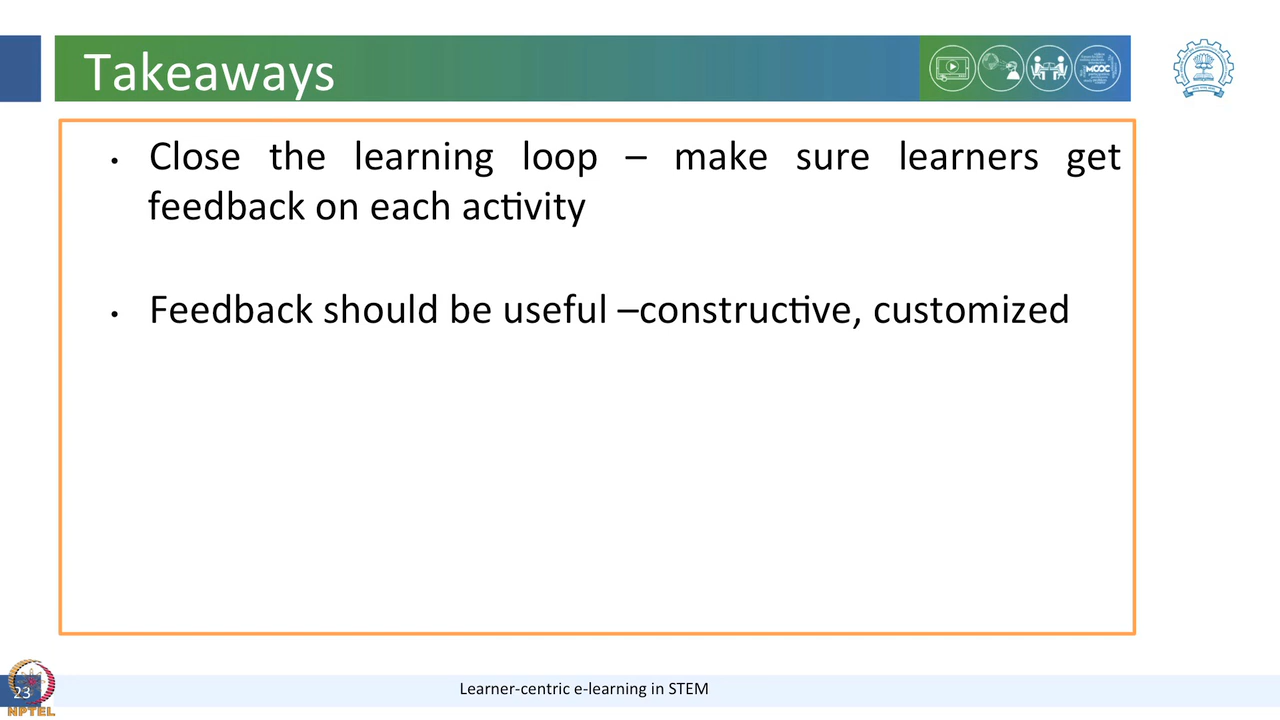 Takeaways
MOOC
• Close the learning loop – make sure learners get
feedback on each activity
• Feedback should be useful –constructive, customized
23
NPTEL
Learner-centric e-learning in STEM